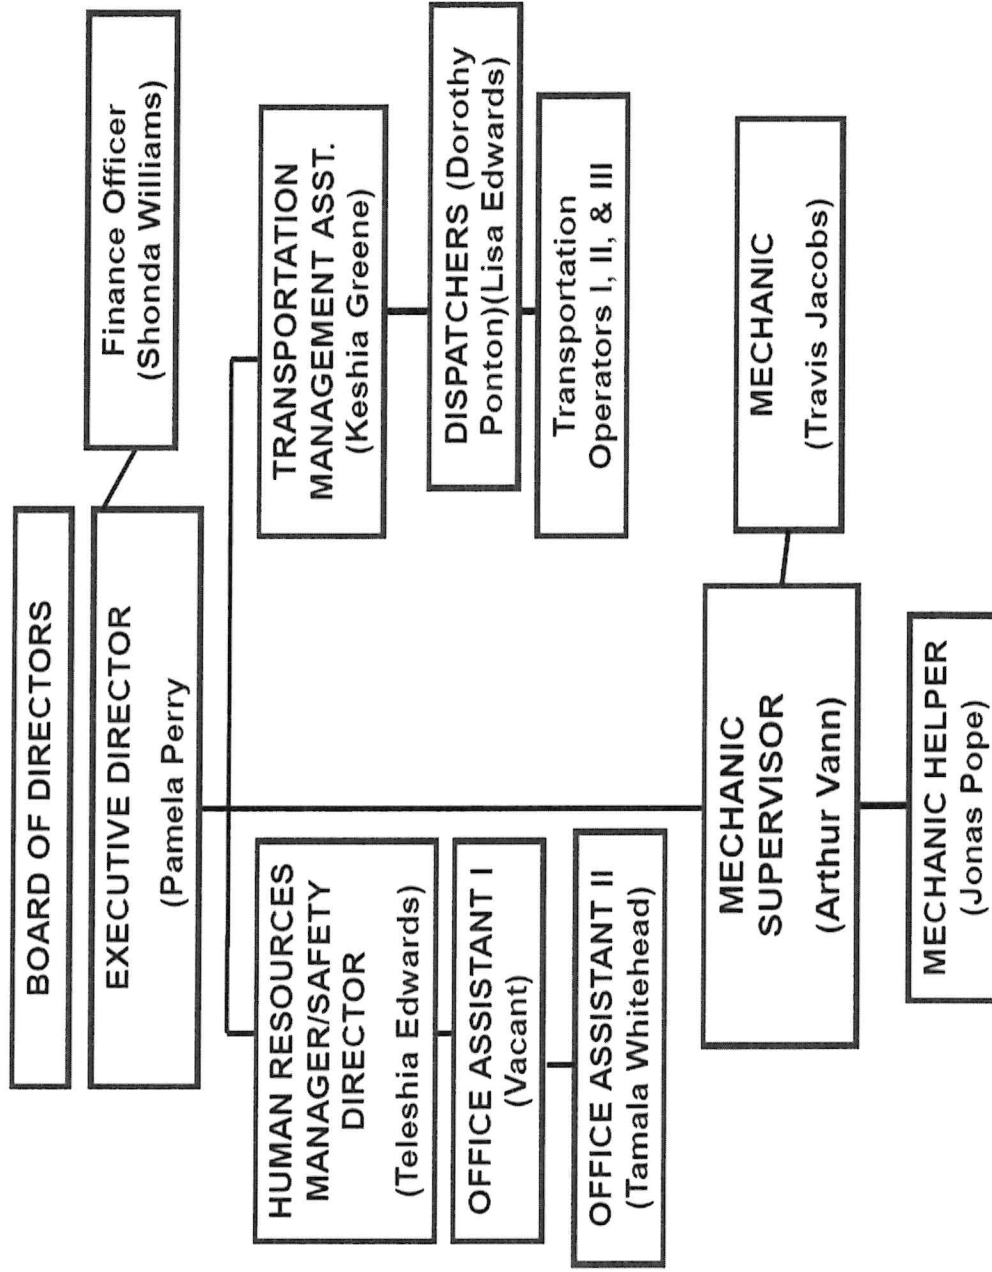 BOARD OF DIRECTORS
EXECUTIVE DIRECTOR
(Pamela Perry)
Finance Officer
(Shonda Williams)
HUMAN RESOURCES
MANAGER/SAFETY
DIRECTOR
(Teleshia Edwards)
OFFICE ASSISTANT I
(Vacant)
OFFICE ASSISTANT II
(Tamala Whitehead)
TRANSPORTATION
MANAGEMENT ASST.
(Keshia Greene)
DISPATCHERS (Dorothy
Ponton)(Lisa Edwards)
Transportation
Operators I, II, & III
MECHANIC
SUPERVISOR
(Arthur Vann)
MECHANIC
(Travis Jacobs)
MECHANIC HELPER
(Jonas Pope)